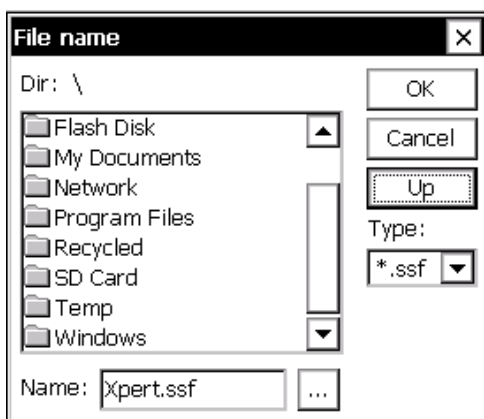 File name
Dir: \
OK
Flash Disk
My Documents
Cancel
Network
Up
Program Files
Type:
Recycled
SD Card
*.ssf
Temp
Windows
Name: Xpert.ssf ...